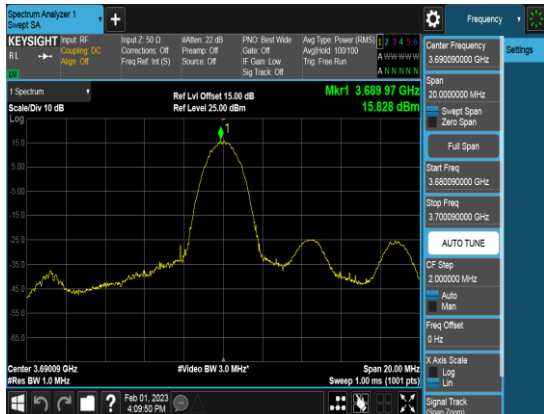 Spectrum Analyzer 1
Swept SA
+
Frequency
KEYSIGHT
RL
Input: RF
Coupling: DC
Align: Off
Input Z: 50 Ω
Corrections: Off
Freq Ref: Int (S)
#Atten: 22 dB
Preamp: Off
Source: Off
PNO: Best Wide
Gate: Off
IF Gain: Low
Sig Track: Off
Avg Type: Power (RMS)
Avg|Hold: 100/100
Trig: Free Run
1 2 3 4 5 6
A W W W W W
A N N N N N
1 Spectrum
Scale/Div 10 dB
Ref Lvl Offset 15.00 dB
Ref Level 25.00 dBm
Mkr1 3.689 97 GHz
15.828 dBm
Log
15.0
5.00
-5.00
-15.0
-25.0
-35.0
-45.0
-55.0
-65.0
1
Center 3.69009 GHz
#Res BW 1.0 MHz
#Video BW 3.0 MHz*
Span 20.00 MHz
Sweep 1.00 ms (1001 pts)
Feb 01, 2023
4:09:50 PM
Center Frequency
3.690090000 GHz
Span
20.0000000 MHz
Swept Span
Zero Span
Full Span
Start Freq
3.680090000 GHz
Stop Freq
3.700090000 GHz
AUTO TUNE
CF Step
2.000000 MHz
Auto
Man
Freq Offset
0 Hz
X Axis Scale
Log
Lin
Signal Track
(Span Zoom)
Settings